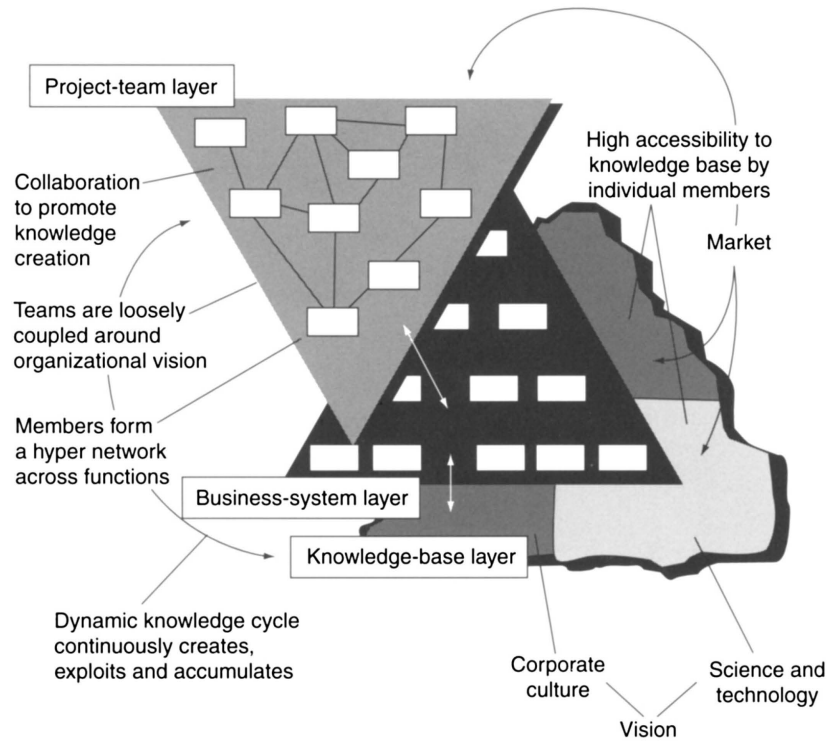 Project-team layer
High accessibility to
knowledge base by
individual members
Collaboration
to promote
knowledge
creation
Market
Teams are loosely
coupled around
organizational vision
Members form
a hyper network
across functions
Business-system layer
Knowledge-base layer
Dynamic knowledge cycle
continuously creates,
exploits and accumulates
Corporate
culture
Science and
technology
Vision